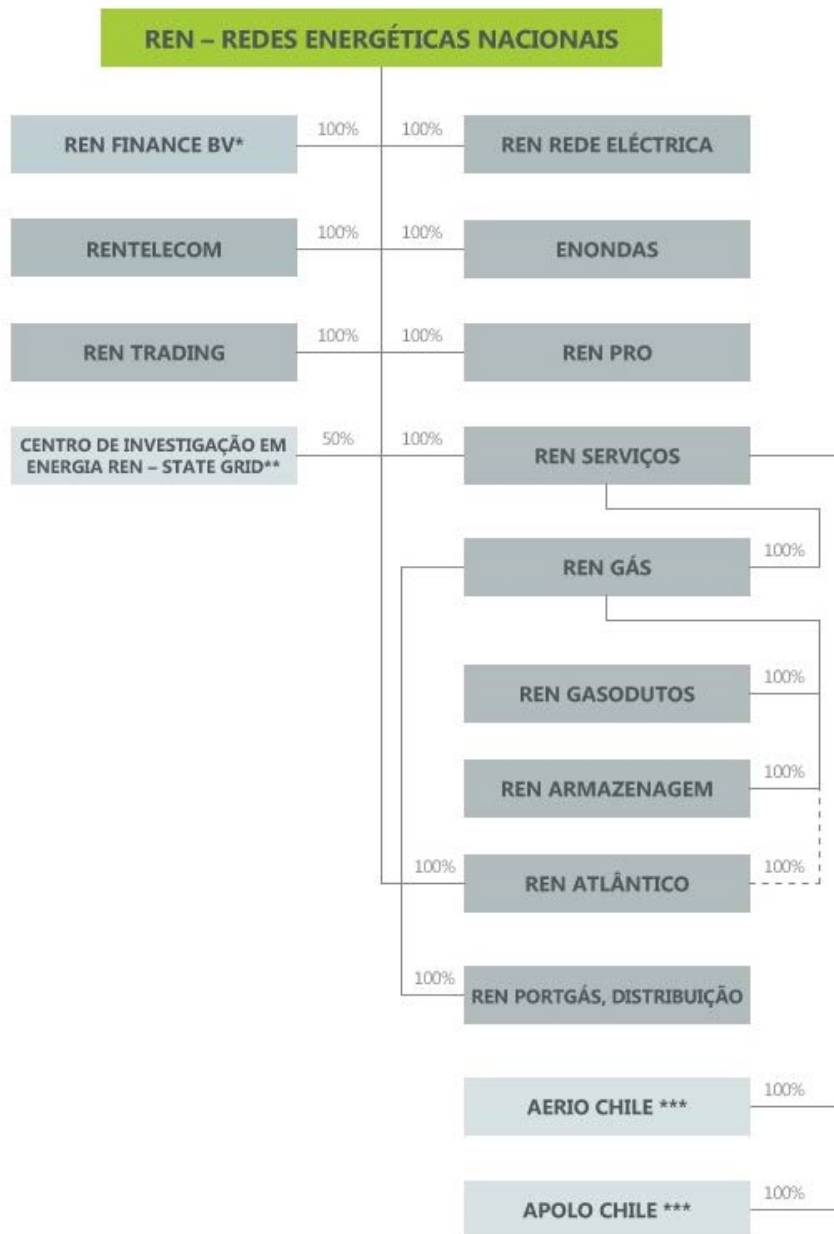 REN – REDES ENERGÉTICAS NACIONAIS
REN FINANCE BV*
100%
100%
REN REDE ELÉCTRICA
RENTELECOM
100%
100%
ENONDAS
REN TRADING
100%
100%
REN PRO
CENTRO DE INVESTIGAÇÃO EM
ENERGIA REN – STATE GRID**
50%
100%
REN SERVIÇOS
REN GÁS
100%
REN GASODUTOS
100%
REN ARMAZENAGEM
100%
100%
REN ATLÂNTICO
100%
100%
REN PORTGÁS, DISTRIBUIÇÃO
AERIO CHILE ***
100%
APOLO CHILE ***
100%